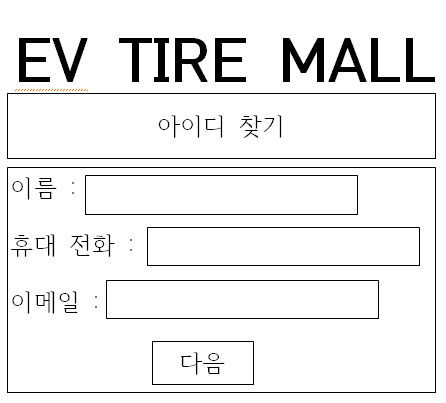 EV TIRE MALL
아이디 찾기
이름 :
휴대 전화 :
이메일 :
다음